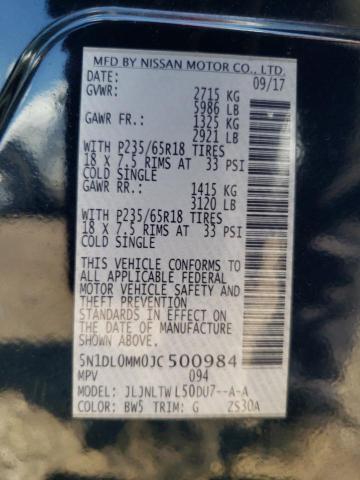 MFD BY NISSAN MOTOR CO., LTD.
DATE: 09/17
GVWR: 2715 KG
5986 LB
GAWR FR.: 1325 KG
2921 LB
WITH P235/65R18 TIRES
18 X 7.5 RIMS AT 33 PSI
COLD SINGLE
GAWR RR.: 1415 KG
3120 LB
WITH P235/65R18 TIRES
18 X 7.5 RIMS AT 33 PSI
COLD SINGLE
THIS VEHICLE CONFORMS TO
ALL APPLICABLE FEDERAL
MOTOR VEHICLE SAFETY AND
THEFT PREVENTION
STANDARDS IN EFFECT ON
THE DATE OF MANUFACTURE
SHOWN ABOVE.
5N1DL0MM0JC500984
MPV 094
MODEL: JLJNLTWL50DU7--A-A
COLOR: BW5 TRIM: G ZS30A